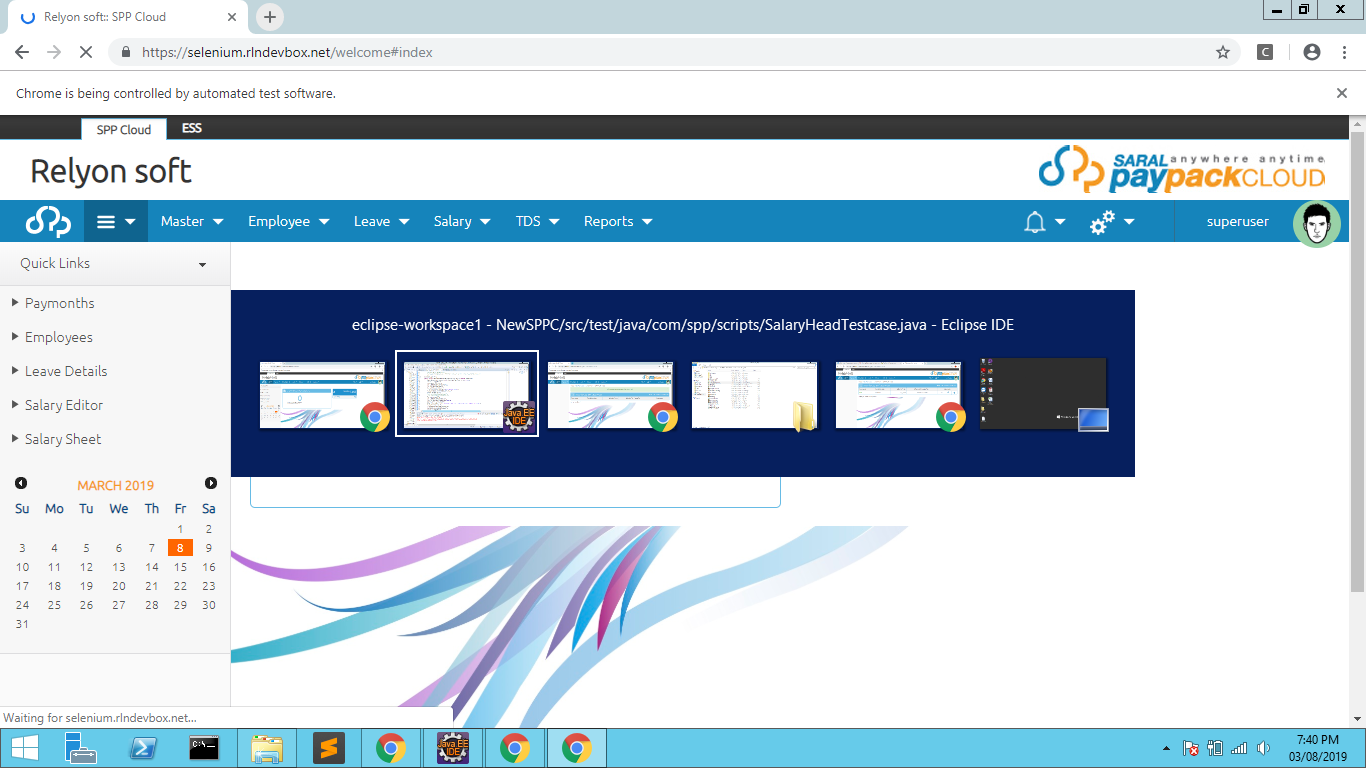 Relyon soft:: SPP Cloud
https://selenium.rlndevbox.net/welcome#index
C
Chrome is being controlled by automated test software.
SPP Cloud
ESS
Relyon soft
SARAL anywhere anytime
paypackCLOUD
Master
Employee
Leave
Salary
TDS
Reports
superuser
Quick Links
Paymonths
Employees
Leave Details
Salary Editor
Salary Sheet
eclipse-workspace1 - NewSPPC/src/test/java/com/spp/scripts/SalaryHeadTestcase.java - Eclipse IDE
Java EE
IDE
MARCH 2019
Su Mo Tu We Th Fr Sa
1 2
3 4 5 6 7 8 9
10 11 12 13 14 15 16
17 18 19 20 21 22 23
24 25 26 27 28 29 30
31
Waiting for selenium.rlndevbox.net...
C:\_
Java EE
IDE
7:40 PM
03/08/2019